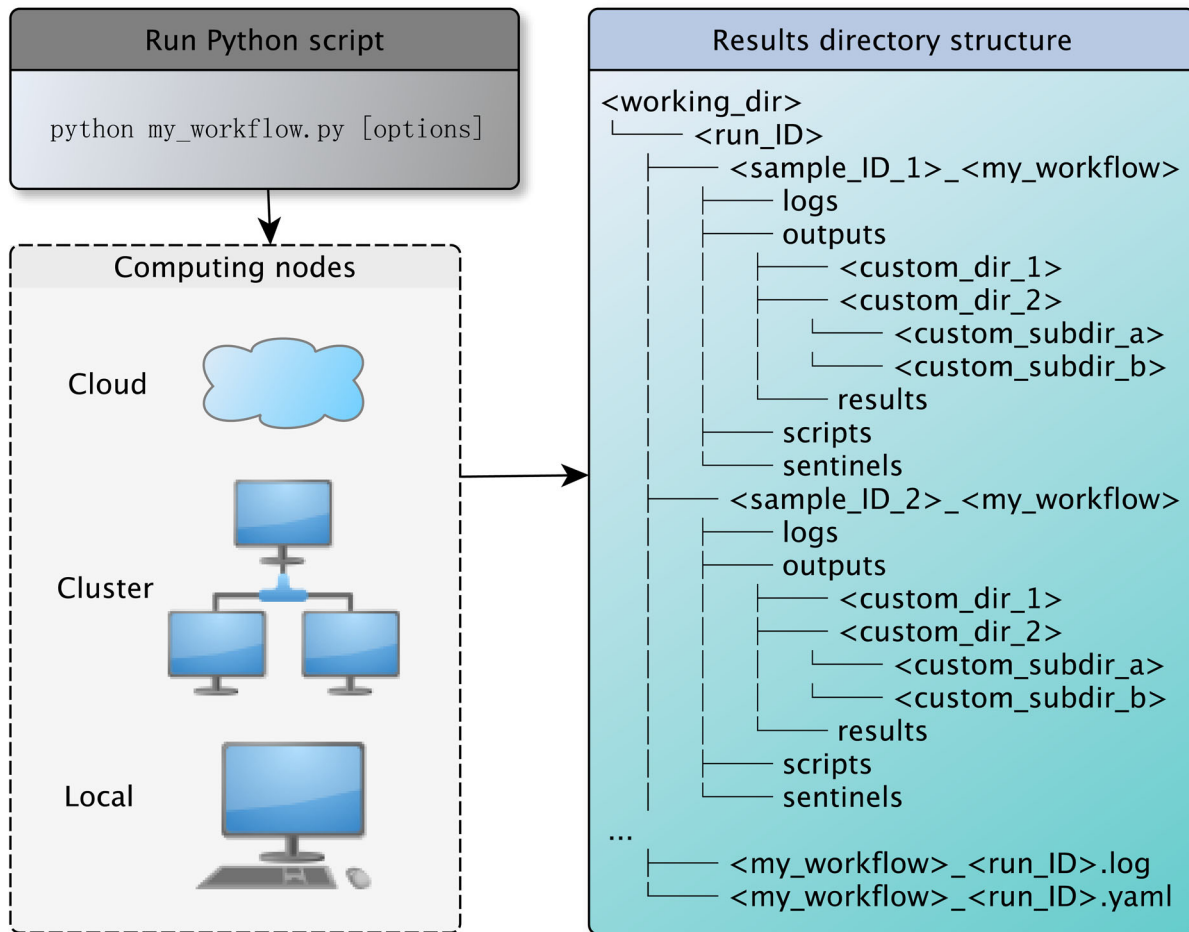 Run Python script
python my_workflow.py [options]
Computing nodes
Cloud
Cluster
Local
Results directory structure
<working_dir>
<run_ID>
<sample_ID_1>_<my_workflow>
logs
outputs
<custom_dir_1>
<custom_dir_2>
<custom_subdir_a>
<custom_subdir_b>
results
scripts
sentinels
<sample_ID_2>_<my_workflow>
logs
outputs
<custom_dir_1>
<custom_dir_2>
<custom_subdir_a>
<custom_subdir_b>
results
scripts
sentinels
...
<my_workflow>_<run_ID>.log
<my_workflow>_<run_ID>.yaml